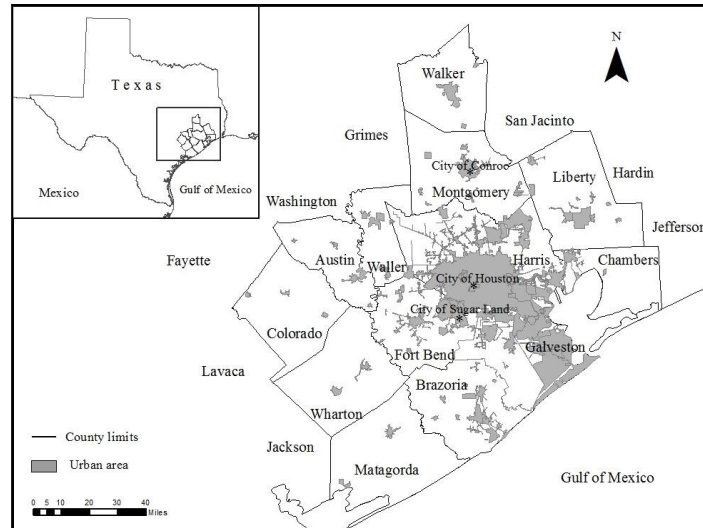 Texas
Mexico
Gulf of Mexico
N
Walker
San Jacinto
Grimes
City of Conroe
Montgomery
Liberty
Hardin
Washington
Jefferson
Fayette
Austin
Waller
Harris
Chambers
City of Houston
City of Sugar Land
Colorado
Galveston
Fort Bend
Lavaca
Brazoria
Wharton
County limits
Jackson
Urban area
Matagorda
Gulf of Mexico
0 5 10 20 30 40
Miles